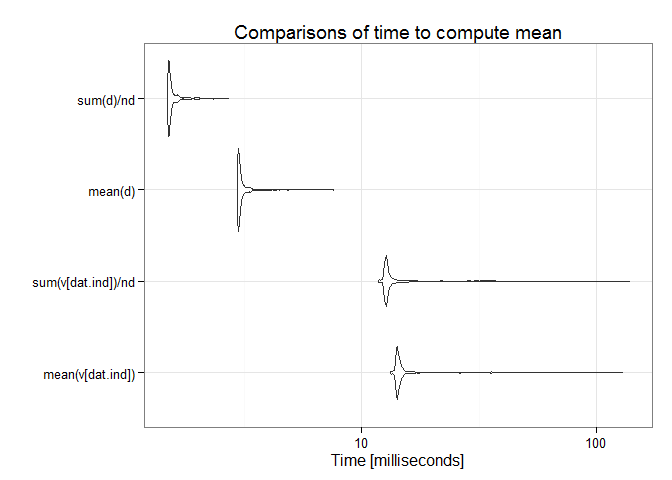 Comparisons of time to compute mean
sum(d)/nd
mean(d)
sum(v[dat.ind])/nd
mean(v[dat.ind])
10
100
Time [milliseconds]